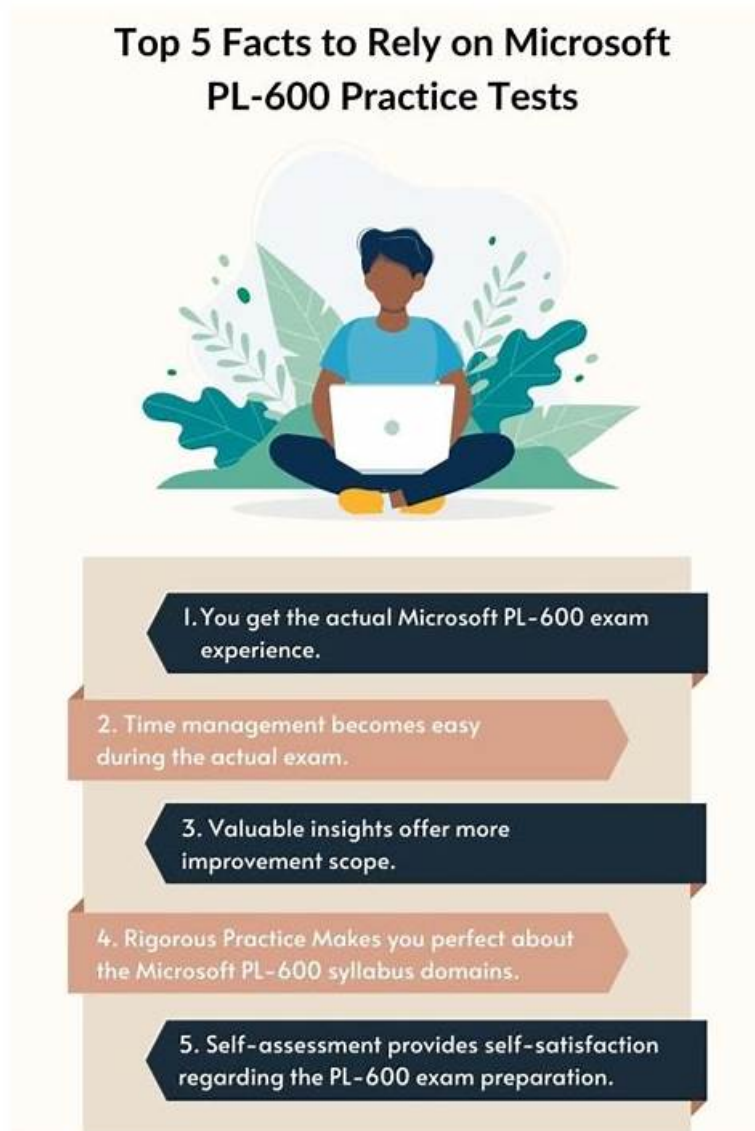 Top 5 Facts to Rely on Microsoft
PL-600 Practice Tests
1. You get the actual Microsoft PL-600 exam
experience.
2. Time management becomes easy
during the actual exam.
3. Valuable insights offer more
improvement scope.
4. Rigorous Practice Makes you perfect about
the Microsoft PL-600 syllabus domains.
5. Self-assessment provides self-satisfaction
regarding the PL-600 exam preparation.